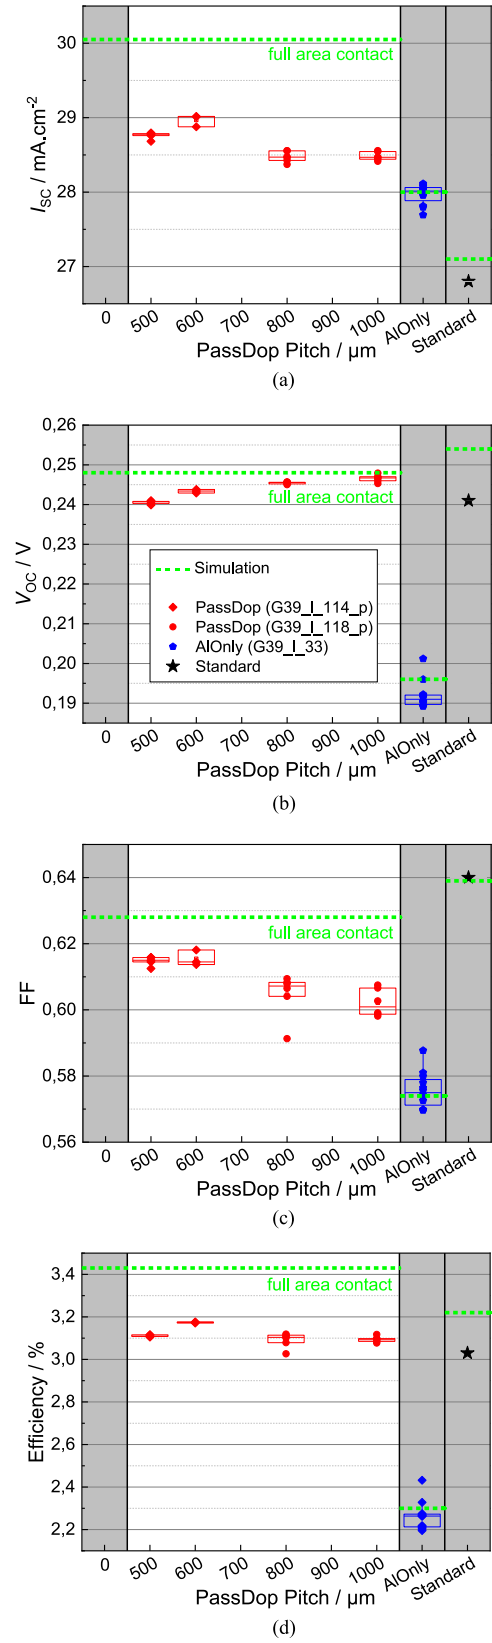 30
29
28
27
I_SC / mA.cm⁻²
full area contact
0 500 600 700 800 900 1000 AlOnly Standard
PassDop Pitch / µm
(a)
0,26
0,25
0,24
0,23
0,22
0,21
0,20
0,19
V_OC / V
full area contact
Simulation
PassDop (G39_I_114_p)
PassDop (G39_I_118_p)
AlOnly (G39_I_33)
Standard
0 500 600 700 800 900 1000 AlOnly Standard
PassDop Pitch / µm
(b)
0,64
0,62
0,60
0,58
0,56
FF
full area contact
0 500 600 700 800 900 1000 AlOnly Standard
PassDop Pitch / µm
(c)
3,4
3,2
3,0
2,8
2,6
2,4
2,2
Efficiency / %
full area contact
0 500 600 700 800 900 1000 AlOnly Standard
PassDop Pitch / µm
(d)